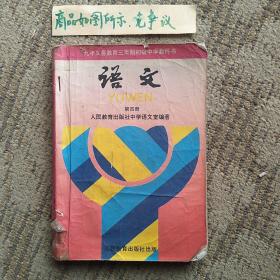 商品如图所示，竞争议
九年义务教育三年制初级中学教科书
语文
YUWEN
第四册
人民教育出版社中学语文室编著
人民教育出版社出版